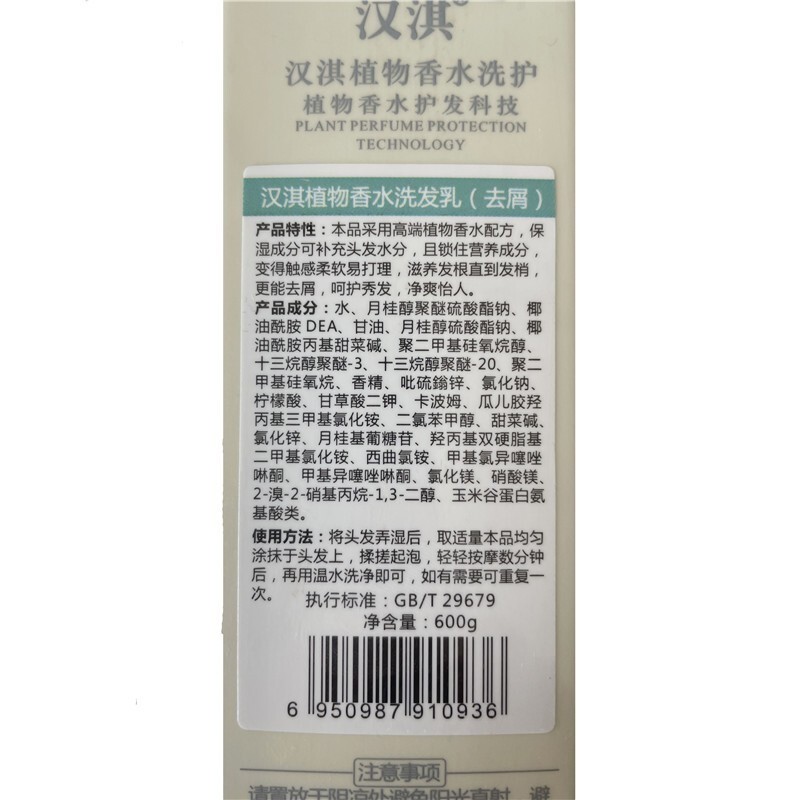 汉淇
汉淇植物香水洗护
植物香水护发科技
PLANT PERFUME PROTECTION
TECHNOLOGY
汉淇植物香水洗发乳（去屑）
产品特性：本品采用高端植物香水配方，保
湿成分可补充头发水分，且锁住营养成分，
变得触感柔软易打理，滋养发根直到发梢，
更能去屑，呵护秀发，净爽怡人。
产品成分：水、月桂醇聚醚硫酸酯钠、椰
油酰胺 DEA、甘油、月桂醇硫酸酯钠、椰
油酰胺丙基甜菜碱、聚二甲基硅氧烷醇、
十三烷醇聚醚-3、十三烷醇聚醚-20、聚二
甲基硅氧烷、香精、吡硫鎓锌、氯化钠、
柠檬酸、甘草酸二钾、卡波姆、瓜儿胶羟
丙基三甲基氯化铵、二氯苯甲醇、甜菜碱、
氯化锌、月桂基葡糖苷、羟丙基双硬脂基
二甲基氯化铵、西曲氯铵、甲基氯异噻唑
啉酮、甲基异噻唑啉酮、氯化镁、硝酸镁、
2-溴-2-硝基丙烷-1,3-二醇、玉米谷蛋白氨
基酸类。
使用方法：将头发弄湿后，取适量本品均匀
涂抹于头发上，揉搓起泡，轻轻按摩数分钟
后，再用温水洗净即可，如有需要可重复一
次。
执行标准：GB/T 29679
净含量：600g
6 950987 910936
注意事项
请置放于阴凉处避免阳光直射，避